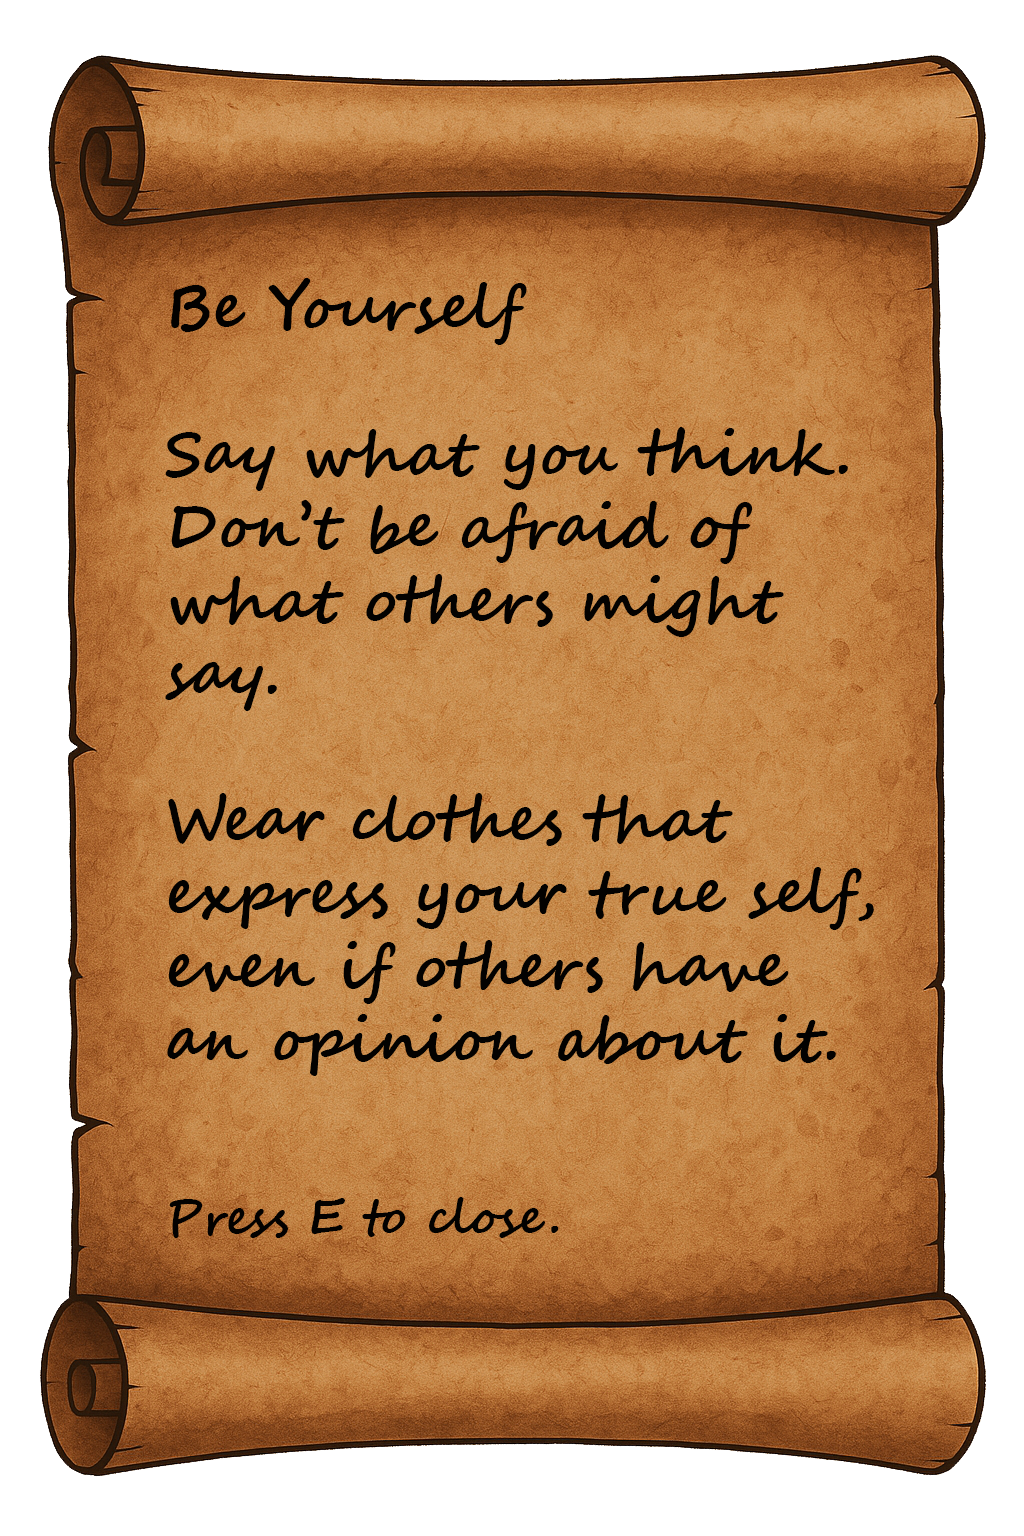 Be Yourself
Say what you think.
Don’t be afraid of
what others might
say.
Wear clothes that
express your true self,
even if others have
an opinion about it.
Press E to close.